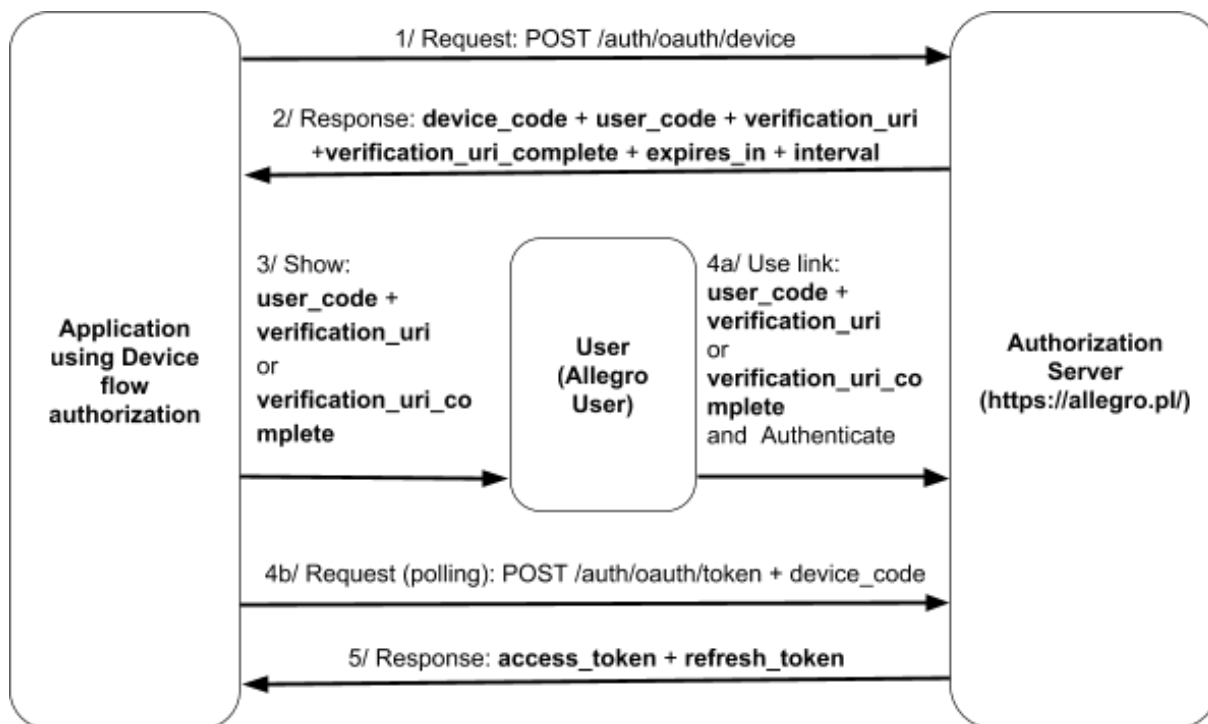 1/ Request: POST /auth/oauth/device
2/ Response: device_code + user_code + verification_uri
+verification_uri_complete + expires_in + interval
Application
using Device
flow
authorization
3/ Show:
user_code +
verification_uri
or
verification_uri_co
mplete
User
(Allegro
User)
4a/ Use link:
user_code +
verification_uri
or
verification_uri_co
mplete
and  Authenticate
Authorization
Server
(https://allegro.pl/)
4b/ Request (polling): POST /auth/oauth/token + device_code
5/ Response: access_token + refresh_token